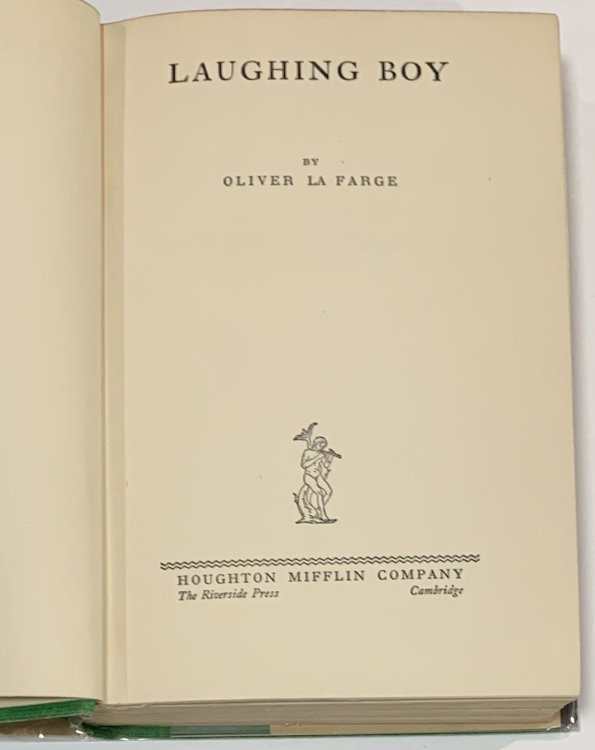 LAUGHING BOY
BY
OLIVER LA FARGE
HOUGHTON MIFFLIN COMPANY
The Riverside Press Cambridge